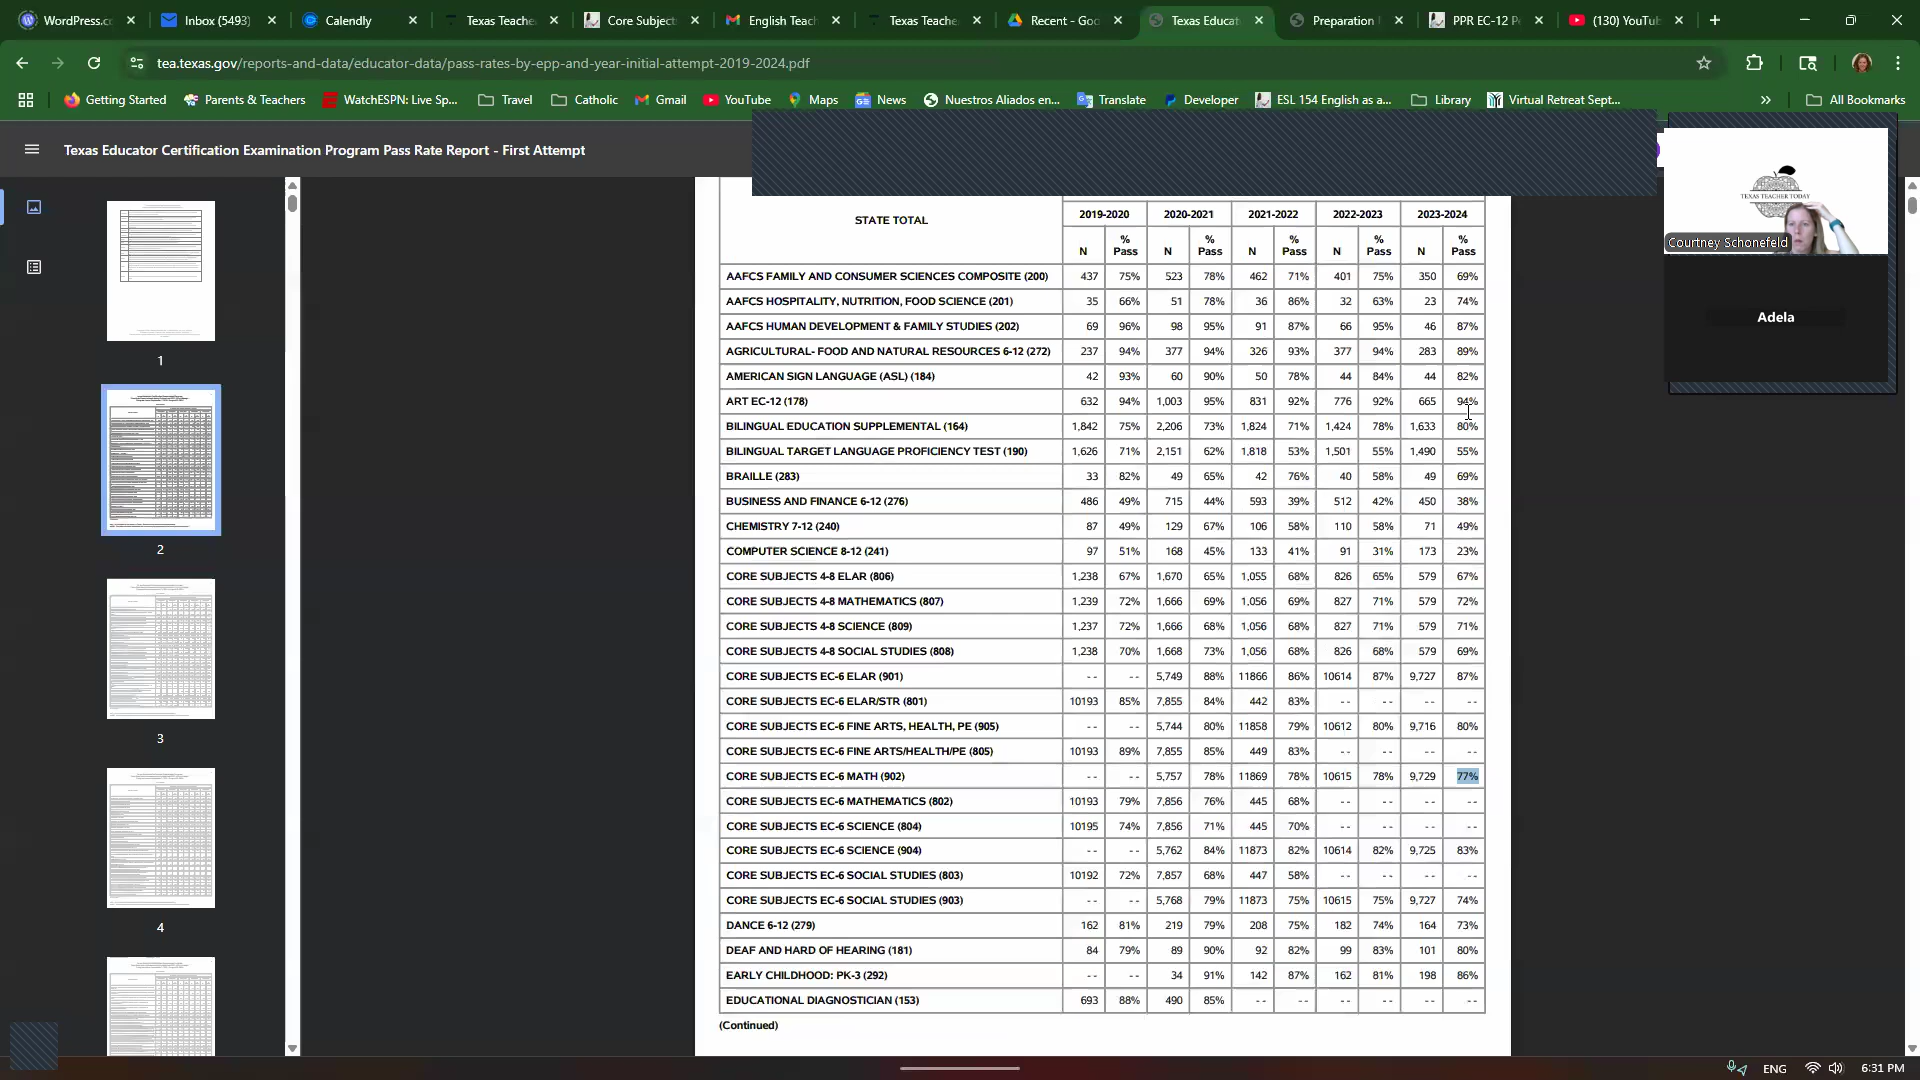 WordPress.c
Inbox (5493)
Calendly
Texas Teache
Core Subject
English Teach
Texas Teache
Recent - Goo
Texas Educat
Preparation
PPR EC-12 P
(130) YouTub
tea.texas.gov/reports-and-data/educator-data/pass-rates-by-epp-and-year-initial-attempt-2019-2024.pdf
Getting Started Parents & Teachers WatchESPN: Live Sp... Travel Catholic Gmail YouTube Maps News Nuestros Aliados en... Translate Developer ESL 154 English as a... Library Virtual Retreat Sept... All Bookmarks
Texas Educator Certification Examination Program Pass Rate Report - First Attempt
1
2
3
4
STATE TOTAL 2019-2020 2020-2021 2021-2022 2022-2023 2023-2024
N % Pass N % Pass N % Pass N % Pass N % Pass
AAFCS FAMILY AND CONSUMER SCIENCES COMPOSITE (200) 437 75% 523 78% 462 71% 401 75% 350 69%
AAFCS HOSPITALITY, NUTRITION, FOOD SCIENCE (201) 35 66% 51 78% 36 86% 32 63% 23 74%
AAFCS HUMAN DEVELOPMENT & FAMILY STUDIES (202) 69 96% 98 95% 91 87% 66 95% 46 87%
AGRICULTURAL- FOOD AND NATURAL RESOURCES 6-12 (272) 237 94% 377 94% 326 93% 377 94% 283 89%
AMERICAN SIGN LANGUAGE (ASL) (184) 42 93% 60 90% 50 78% 44 84% 44 82%
ART EC-12 (178) 632 94% 1,003 95% 831 92% 776 92% 665 94%
BILINGUAL EDUCATION SUPPLEMENTAL (164) 1,842 75% 2,206 73% 1,824 71% 1,424 78% 1,633 80%
BILINGUAL TARGET LANGUAGE PROFICIENCY TEST (190) 1,626 71% 2,151 62% 1,818 53% 1,501 55% 1,490 55%
BRAILLE (283) 33 82% 49 65% 42 76% 40 58% 49 69%
BUSINESS AND FINANCE 6-12 (276) 486 49% 715 44% 593 39% 512 42% 450 38%
CHEMISTRY 7-12 (240) 87 49% 129 67% 106 58% 110 58% 71 49%
COMPUTER SCIENCE 8-12 (241) 97 51% 168 45% 133 41% 91 31% 173 23%
CORE SUBJECTS 4-8 ELAR (806) 1,238 67% 1,670 65% 1,055 68% 826 65% 579 67%
CORE SUBJECTS 4-8 MATHEMATICS (807) 1,239 72% 1,666 69% 1,056 69% 827 71% 579 72%
CORE SUBJECTS 4-8 SCIENCE (809) 1,237 72% 1,666 68% 1,056 68% 827 71% 579 71%
CORE SUBJECTS 4-8 SOCIAL STUDIES (808) 1,238 70% 1,668 73% 1,056 68% 826 68% 579 69%
CORE SUBJECTS EC-6 ELAR (901) -- -- 5,749 88% 11866 86% 10614 87% 9,727 87%
CORE SUBJECTS EC-6 ELAR/STR (801) 10193 85% 7,855 84% 442 83% -- -- -- --
CORE SUBJECTS EC-6 FINE ARTS, HEALTH, PE (905) -- -- 5,744 80% 11858 79% 10612 80% 9,716 80%
CORE SUBJECTS EC-6 FINE ARTS/HEALTH/PE (805) 10193 89% 7,855 85% 449 83% -- -- -- --
CORE SUBJECTS EC-6 MATH (902) -- -- 5,757 78% 11869 78% 10615 78% 9,729 77%
CORE SUBJECTS EC-6 MATHEMATICS (802) 10193 79% 7,856 76% 445 68% -- -- -- --
CORE SUBJECTS EC-6 SCIENCE (804) 10195 74% 7,856 71% 445 70% -- -- -- --
CORE SUBJECTS EC-6 SCIENCE (904) -- -- 5,762 84% 11873 82% 10614 82% 9,725 83%
CORE SUBJECTS EC-6 SOCIAL STUDIES (803) 10192 72% 7,857 68% 447 58% -- -- -- --
CORE SUBJECTS EC-6 SOCIAL STUDIES (903) -- -- 5,768 79% 11873 75% 10615 75% 9,727 74%
DANCE 6-12 (279) 162 81% 219 79% 208 75% 182 74% 164 73%
DEAF AND HARD OF HEARING (181) 84 79% 89 90% 92 82% 99 83% 101 80%
EARLY CHILDHOOD: PK-3 (292) -- -- 34 91% 142 87% 162 81% 198 86%
EDUCATIONAL DIAGNOSTICIAN (153) 693 88% 490 85% -- -- -- -- -- --
(Continued)
TEXAS TEACHER TODAY
Courtney Schonefeld
Adela
ENG
6:31 PM